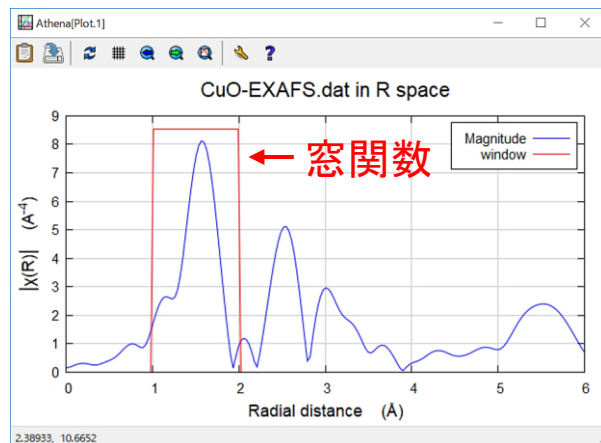 Athena[Plot.1]
CuO-EXAFS.dat in R space
Magnitude
window
← 窓関数
|χ(R)| (A⁻⁴)
9
8
7
6
5
4
3
2
1
0
0 1 2 3 4 5 6
Radial distance (Å)
2.38933, 10.6652